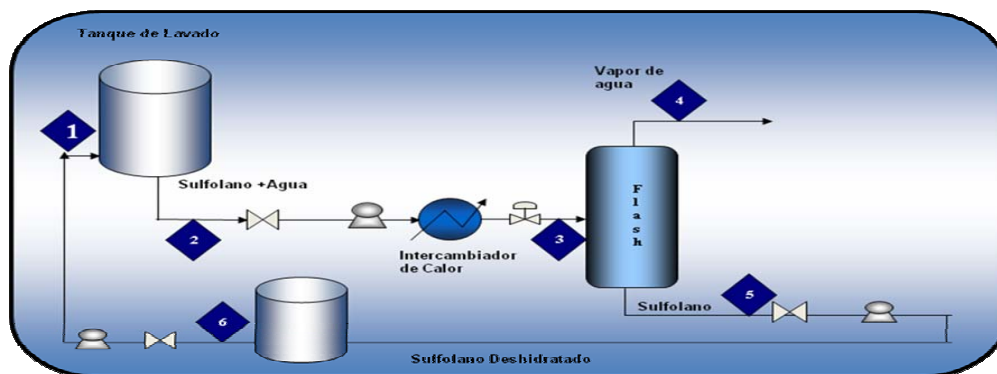 Tanque de Lavado
Vapor de
agua
4
1
Sulfolano +Agua
Flash
2
3
Intercambiador
de Calor
Sulfolano
5
6
Sulfolano Deshidratado